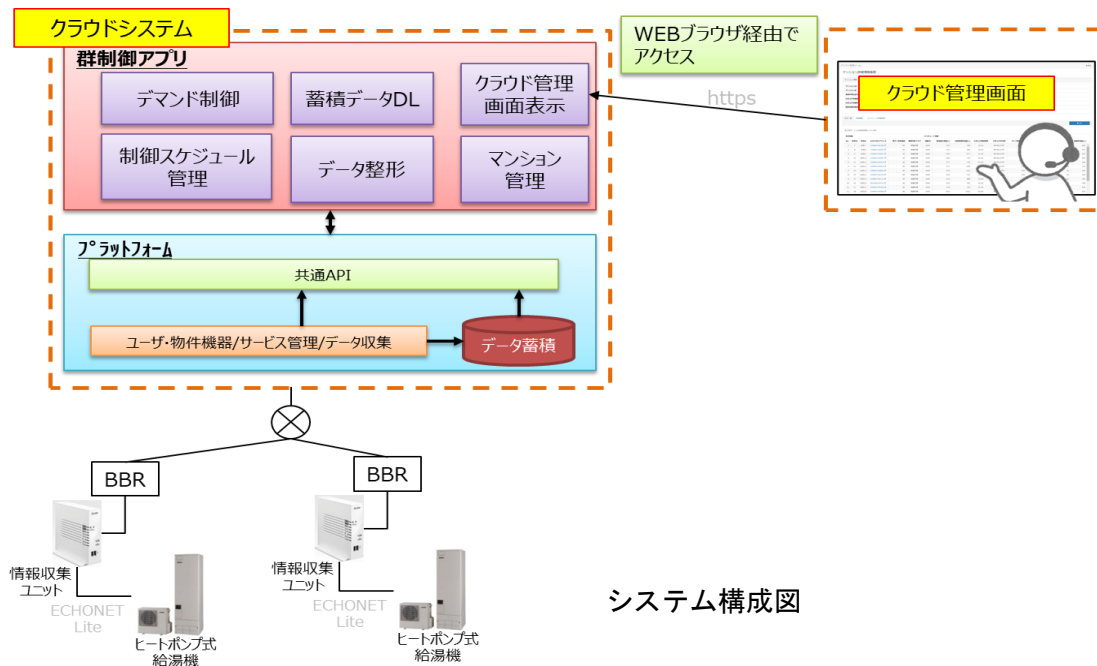 クラウドシステム
群制御アプリ
デマンド制御
蓄積データDL
クラウド管理
画面表示
制御スケジュール
管理
データ整形
マンション
管理
WEBブラウザ経由で
アクセス
https
クラウド管理画面
ﾌﾟﾗｯﾄﾌｫｰﾑ
共通API
ユーザ・物件機器/サービス管理/データ収集
データ蓄積
BBR
BBR
情報収集
ユニット
ECHONET
Lite
ヒートポンプ式
給湯機
情報収集
ユニット
ECHONET
Lite
ヒートポンプ式
給湯機
システム構成図